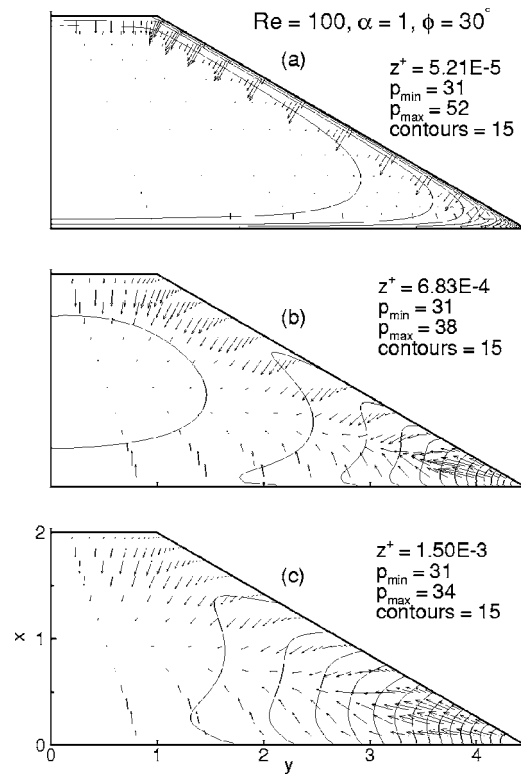 Re = 100, α = 1, ϕ = 30°
(a)
z⁺ = 5.21E-5
p_min = 31
p_max = 52
contours = 15
(b)
z⁺ = 6.83E-4
p_min = 31
p_max = 38
contours = 15
(c)
z⁺ = 1.50E-3
p_min = 31
p_max = 34
contours = 15
2
1
x
0
0 1 2 3 4
y